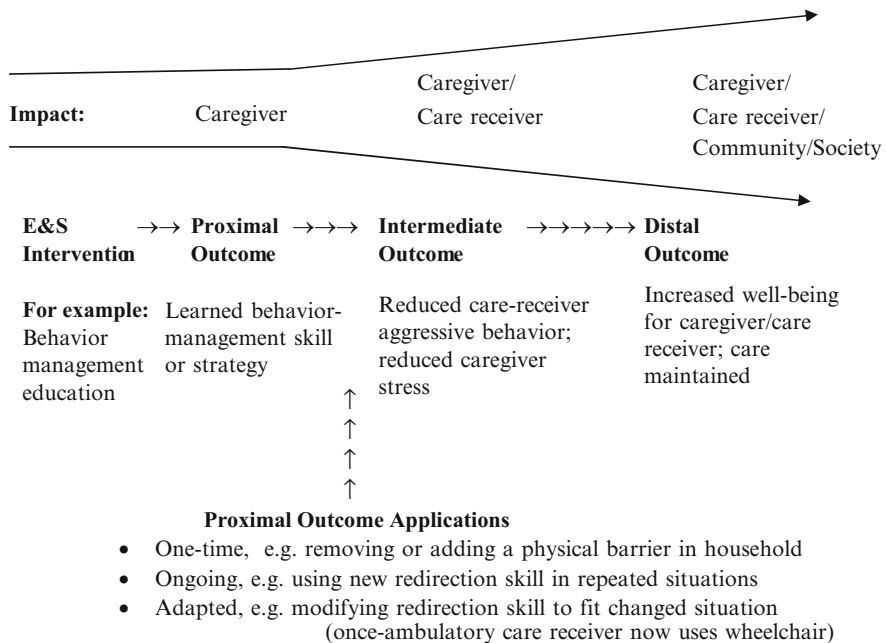 Caregiver/ Caregiver/
Impact: Caregiver Care receiver Care receiver/
Community/Society
E&S →→ Proximal →→→ Intermediate →→→→→ Distal
Intervention Outcome Outcome Outcome
For example: Learned behavior- Reduced care-receiver Increased well-being
Behavior management skill aggressive behavior; for caregiver/care
management or strategy reduced caregiver receiver; care
education stress maintained
↑
↑
↑
↑
Proximal Outcome Applications
• One-time, e.g. removing or adding a physical barrier in household
• Ongoing, e.g. using new redirection skill in repeated situations
• Adapted, e.g. modifying redirection skill to fit changed situation
(once-ambulatory care receiver now uses wheelchair)